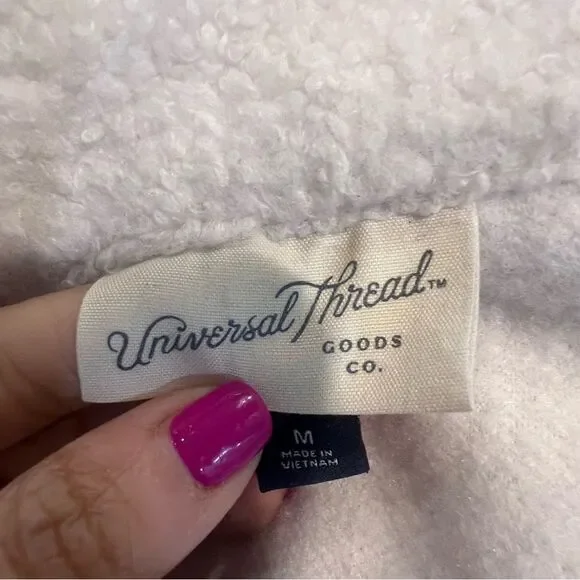 Universal Thread™
GOODS
CO.
M
MADE IN
VIETNAM